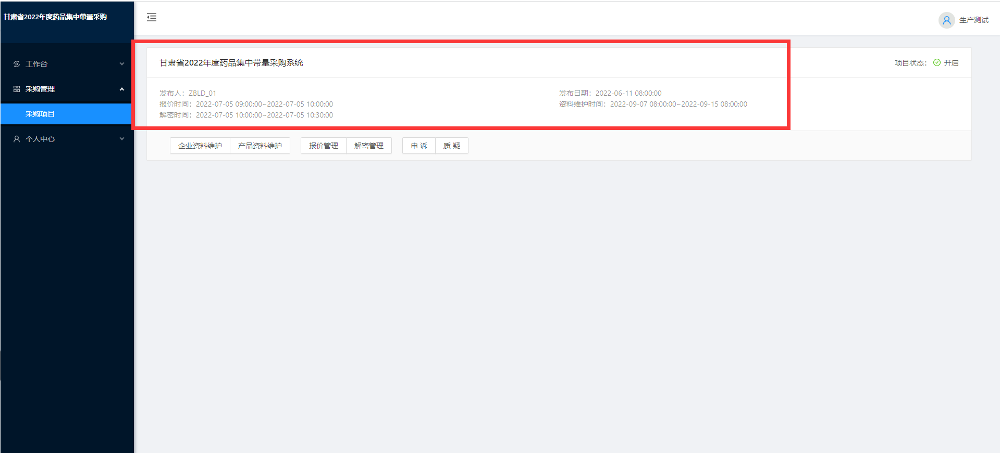 甘肃省2022年度药品集中带量采购
生产测试
工作台
采购管理
采购项目
个人中心
甘肃省2022年度药品集中带量采购系统
项目状态： 开启
发布人：ZBLD_01
发布日期：2022-06-11 08:00:00
报价时间：2022-07-05 09:00:00~2022-07-05 10:00:00
资料维护时间：2022-09-07 08:00:00~2022-09-15 08:00:00
解密时间：2022-07-05 10:00:00~2022-07-05 10:30:00
企业资料维护 产品资料维护 报价管理 解密管理 申 诉 质 疑